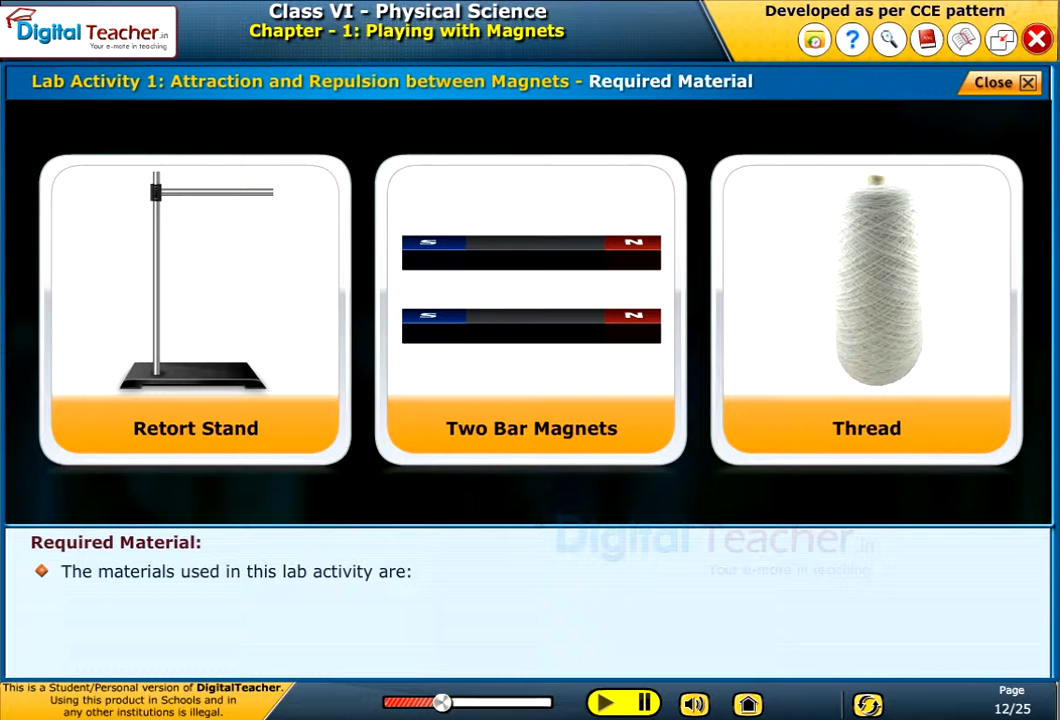 Digital Teacher.in
Your e-mate in teaching
Class VI - Physical Science
Chapter - 1: Playing with Magnets
Developed as per CCE pattern
?
Lab Activity 1: Attraction and Repulsion between Magnets - Required Material
Close
S N
S N
Retort Stand
Two Bar Magnets
Thread
Required Material:
The materials used in this lab activity are:
Digital Teacher.in
Your e-mate in teaching
This is a Student/Personal version of DigitalTeacher.
Using this product in Schools and in
any other institutions is illegal.
Page
12/25